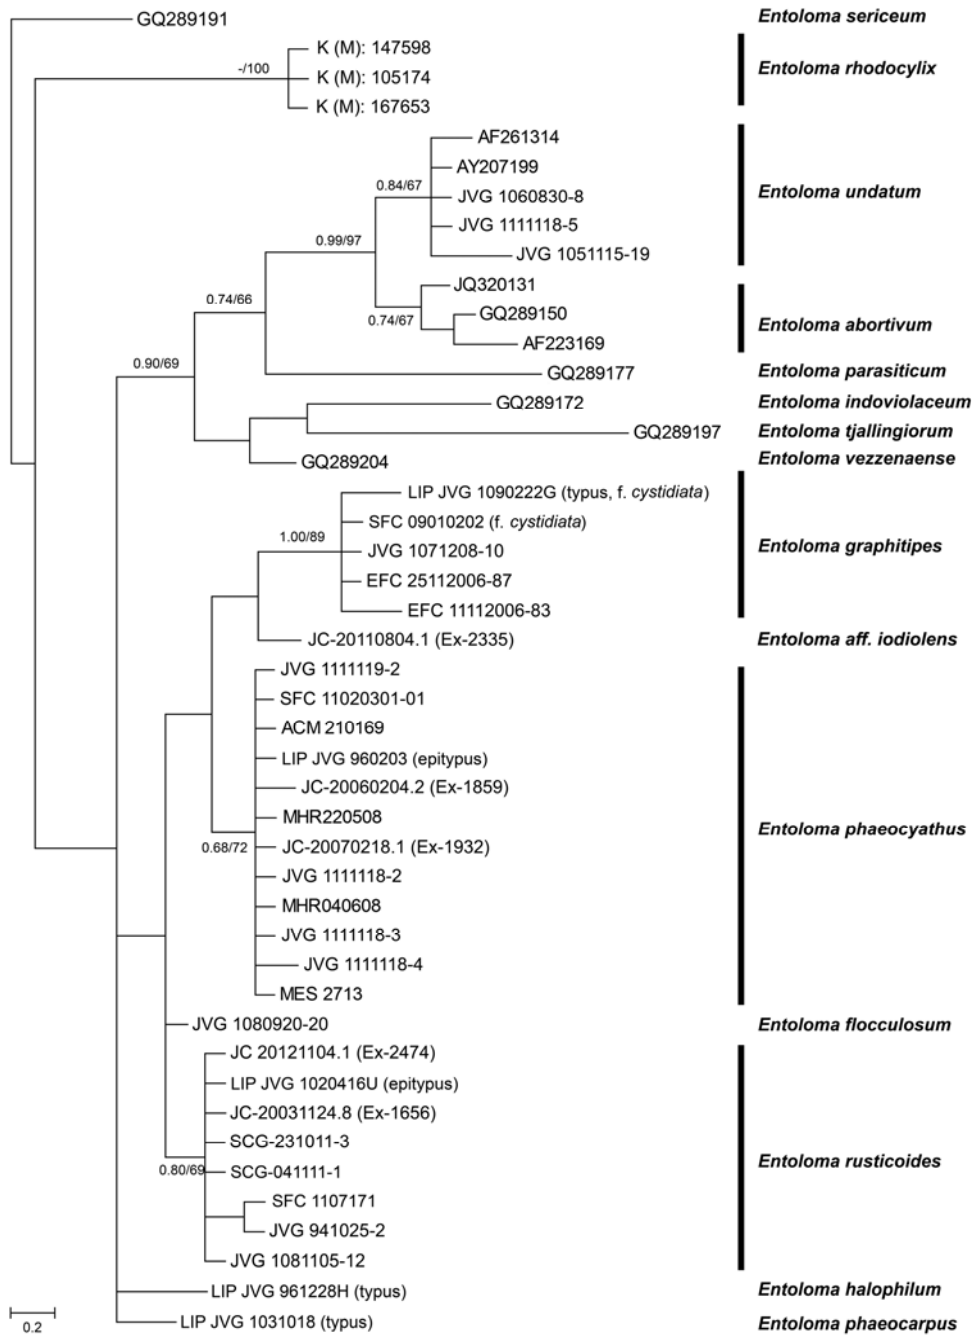 GQ289191 Entoloma sericeum
K (M): 147598
-/100 K (M): 105174 Entoloma rhodocylix
K (M): 167653
AF261314
AY207199
0.84/67 JVG 1060830-8 Entoloma undatum
JVG 1111118-5
0.99/97 JVG 1051115-19
JQ320131
0.74/66 GQ289150
0.74/67 Entoloma abortivum
AF223169
0.90/69 GQ289177 Entoloma parasiticum
GQ289172 Entoloma indoviolaceum
GQ289197 Entoloma tjallingiorum
GQ289204 Entoloma vezzenaense
LIP JVG 1090222G (typus, f. cystidiata)
SFC 09010202 (f. cystidiata)
1.00/89 JVG 1071208-10 Entoloma graphitipes
EFC 25112006-87
EFC 11112006-83
JC-20110804.1 (Ex-2335) Entoloma aff. iodiolens
JVG 1111119-2
SFC 11020301-01
ACM 210169
LIP JVG 960203 (epitypus)
JC-20060204.2 (Ex-1859)
MHR220508 Entoloma phaeocyathus
0.68/72 JC-20070218.1 (Ex-1932)
JVG 1111118-2
MHR040608
JVG 1111118-3
JVG 1111118-4
MES 2713
JVG 1080920-20 Entoloma flocculosum
JC 20121104.1 (Ex-2474)
LIP JVG 1020416U (epitypus)
JC-20031124.8 (Ex-1656)
SCG-231011-3 Entoloma rusticoides
0.80/69 SCG-041111-1
SFC 1107171
JVG 941025-2
JVG 1081105-12
LIP JVG 961228H (typus) Entoloma halophilum
0.2 LIP JVG 1031018 (typus) Entoloma phaeocarpus